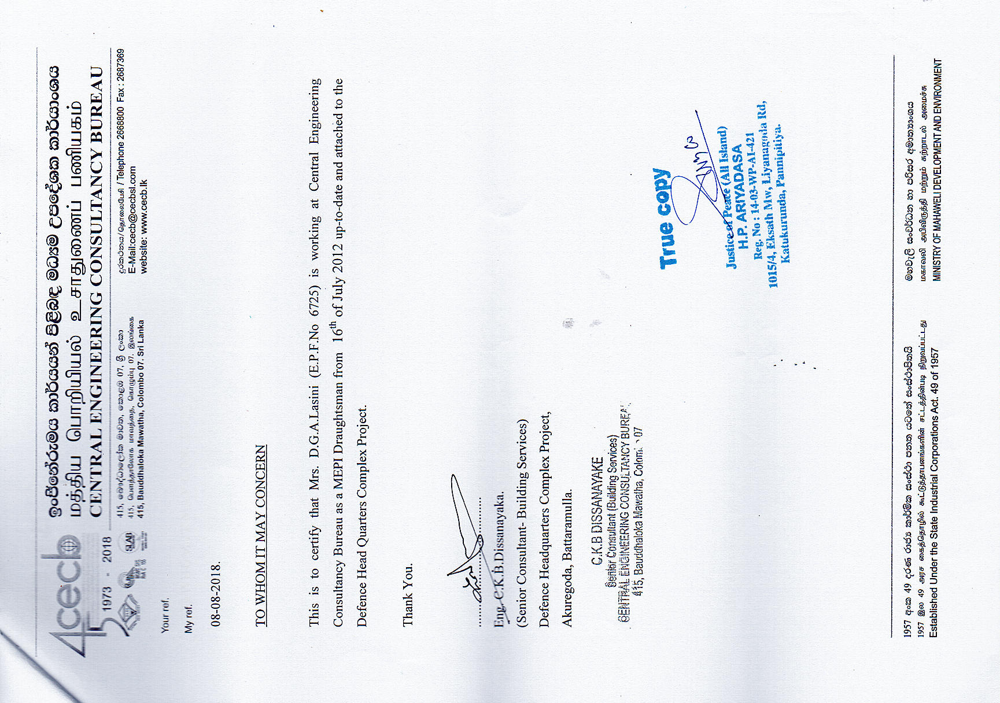 cecb
45
1973 - 2018
ඉංජිනේරුමය කාර්යයන් පිළිබඳ මධ්‍යම උපදේශක කාර්යාංශය
மத்திய பொறியியல் உசாதுணைப் பணியகம்
CENTRAL ENGINEERING CONSULTANCY BUREAU
SLAB
415, බෞද්ධාලෝක මාවත, කොළඹ 07, ශ්‍රී ලංකා
415, பௌத்தாலோக மாவத்தை, கொழும்பு 07. இலங்கை
415, Bauddhaloka Mawatha, Colombo 07. Sri Lanka
දුරකථනය/தொலைபேசி / Telephone 2668800 Fax : 2687369
E-Mail:cecb@cecbsl.com
website: www.cecb.lk
Your ref.
My ref.
08-08-2018.
TO WHOM IT MAY CONCERN
This is to certify that Mrs. D.G.A.Lasini (E.P.F.No 6725) is working at Central Engineering
Consultancy Bureau as a MEPI Draughtsman from 16th of July 2012 up-to-date and attached to the
Defence Head Quarters Complex Project.
Thank You.
Eng. C.K.B.Dissanayaka.
(Senior Consultant- Building Services)
Defence Headquarters Complex Project,
Akuregoda, Battaramulla.
C.K.B DISSANAYAKE
Senior Consultant (Building Services)
CENTRAL ENGINEERING CONSULTANCY BUREAU
415, Bauddhaloka Mawatha, Colombo 07
True copy
Justice of Peace (All Island)
H.P. ARIYADASA
Reg. No : 14-03-WP-AI-421
1015/4, Eksath Mw, Liyanagoda Rd,
Katukurunda, Pannipitiya.
1957 අංක 49 දරණ රාජ්‍ය කාර්මික සංස්ථා පනත යටතේ සංස්ථාපිතයි
1957 இல 49 அரச கைத்தொழில் கூட்டுத்தாபனங்களின் சட்டத்தின்படி நிறுவப்பட்டது
Established Under the State Industrial Corporations Act. 49 of 1957
මහවැලි සංවර්ධන හා පරිසර අමාත්‍යාංශය
மகாவலி அபிவிருத்தி மற்றும் சுற்றாடல் அமைச்சு
MINISTRY OF MAHAWELI DEVELOPMENT AND ENVIRONMENT